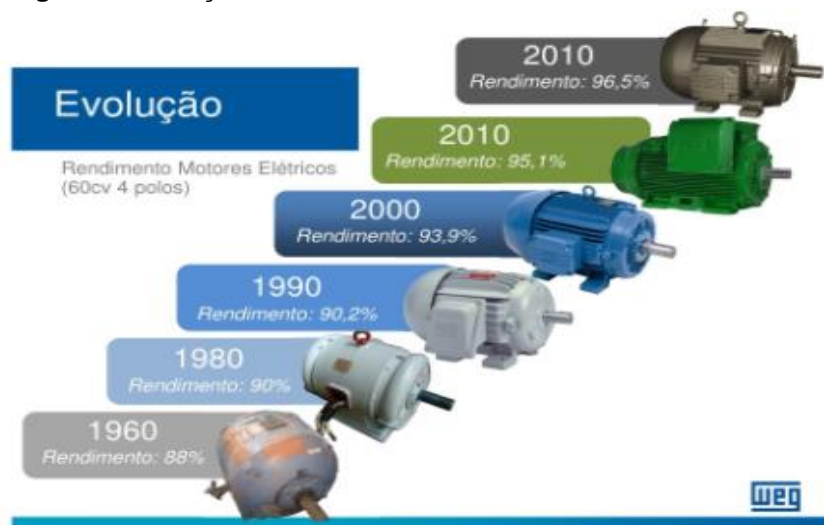 Evolução
Rendimento Motores Elétricos
(60cv 4 polos)
2010
Rendimento: 96,5%
2010
Rendimento: 95,1%
2000
Rendimento: 93,9%
1990
Rendimento: 90,2%
1980
Rendimento: 90%
1960
Rendimento: 88%
weg